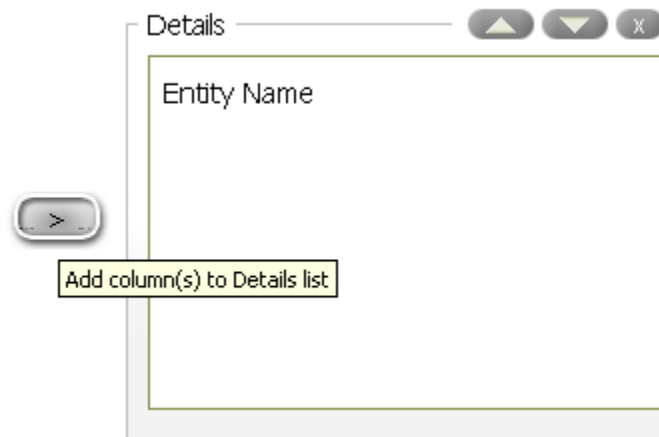 Details
x
Entity Name
>
Add column(s) to Details list